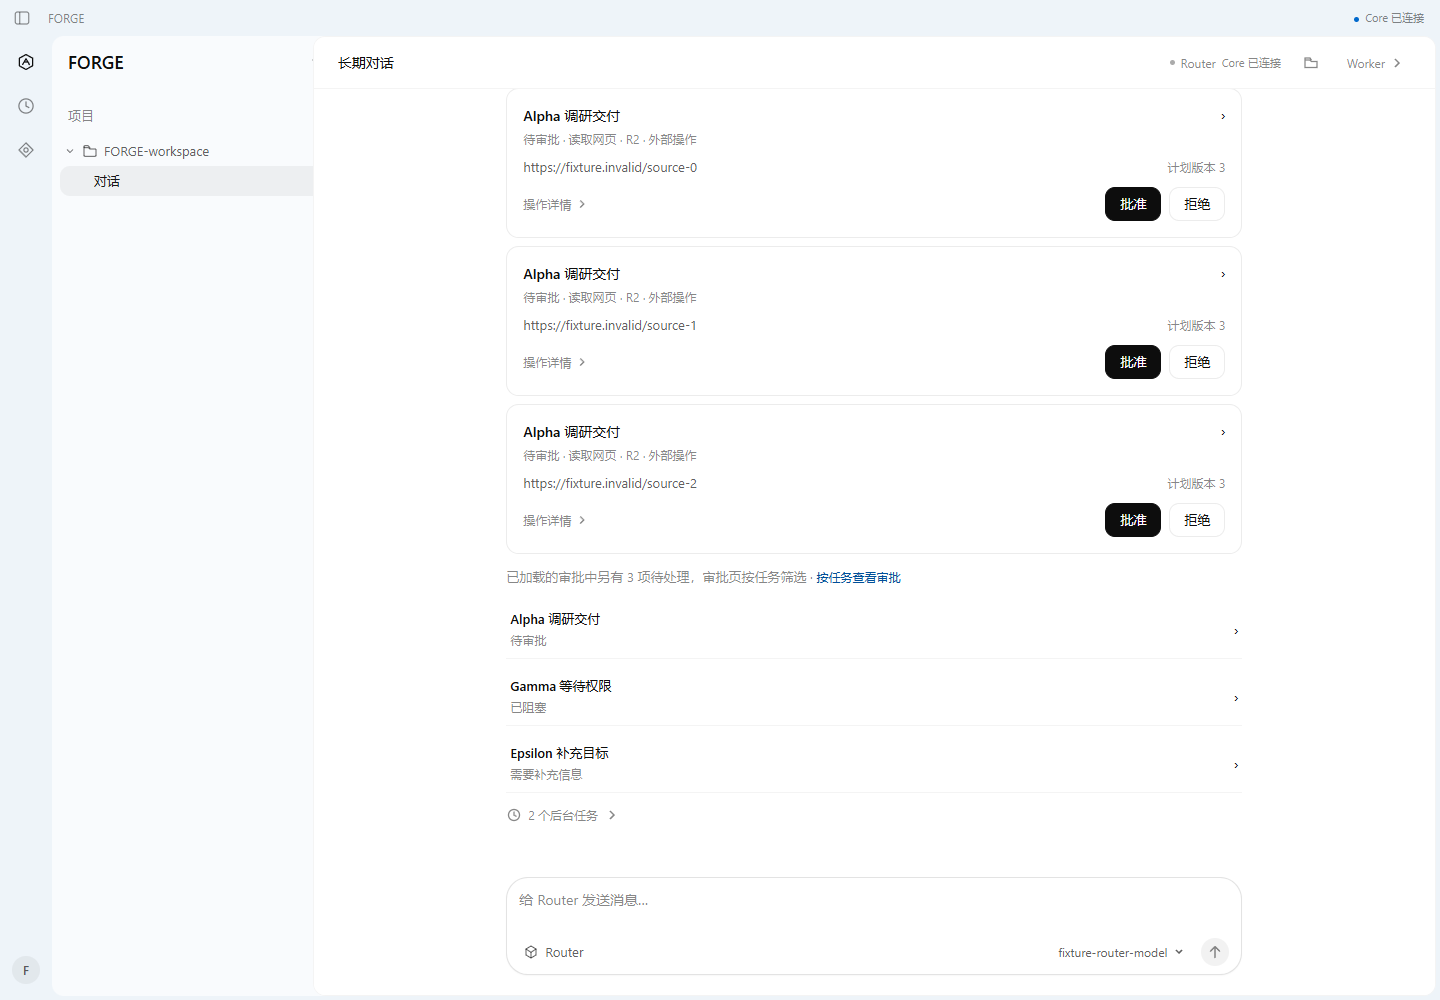 FORGE
Core 已连接
FORGE
项目
FORGE-workspace
对话
长期对话
Router Core 已连接
Worker
Alpha 调研交付
待审批 · 读取网页 · R2 · 外部操作
https://fixture.invalid/source-0
计划版本 3
操作详情
批准
拒绝
Alpha 调研交付
待审批 · 读取网页 · R2 · 外部操作
https://fixture.invalid/source-1
计划版本 3
操作详情
批准
拒绝
Alpha 调研交付
待审批 · 读取网页 · R2 · 外部操作
https://fixture.invalid/source-2
计划版本 3
操作详情
批准
拒绝
已加载的审批中另有 3 项待处理，审批页按任务筛选 · 按任务查看审批
Alpha 调研交付
待审批
Gamma 等待权限
已阻塞
Epsilon 补充目标
需要补充信息
2 个后台任务
给 Router 发送消息...
Router
fixture-router-model
F